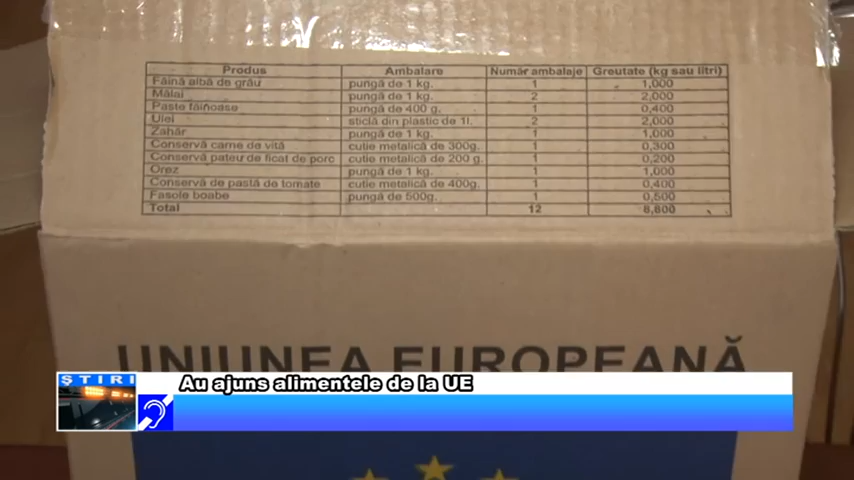 Produs Ambalare Număr ambalaje Greutate (kg sau litri)
Făină albă de grâu pungă de 1 kg. 1 1,000
Mălai pungă de 1 kg. 2 2,000
Paste făinoase pungă de 400 g. 1 0,400
Ulei sticlă din plastic de 1l. 2 2,000
Zahăr pungă de 1 kg. 1 1,000
Conservă carne de vită cutie metalică de 300g. 1 0,300
Conservă pateu de ficat de porc cutie metalică de 200 g. 1 0,200
Orez pungă de 1 kg. 1 1,000
Conservă de pastă de tomate cutie metalică de 400g. 1 0,400
Fasole boabe pungă de 500g. 1 0,500
Total 12 8,800
UNIUNEA EUROPEANĂ
ȘTIRI
Au ajuns alimentele de la UE